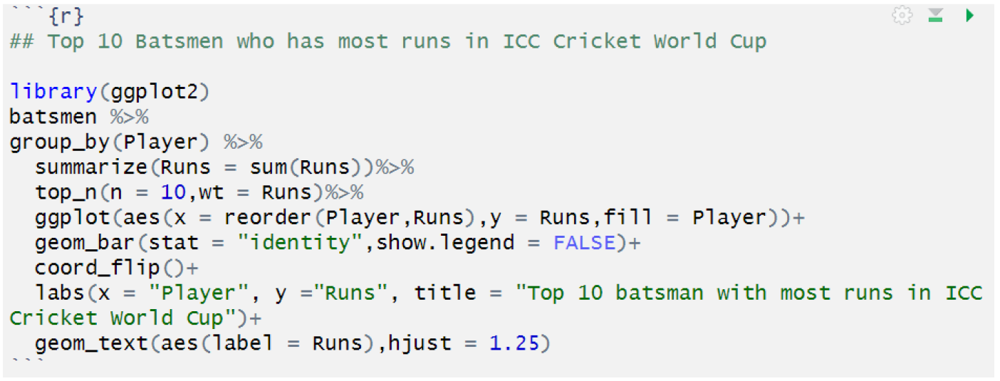 ```{r}
## Top 10 Batsmen who has most runs in ICC Cricket World Cup
library(ggplot2)
batsmen %>%
group_by(Player) %>%
  summarize(Runs = sum(Runs))%>%
  top_n(n = 10,wt = Runs)%>%
  ggplot(aes(x = reorder(Player,Runs),y = Runs,fill = Player))+
  geom_bar(stat = "identity",show.legend = FALSE)+
  coord_flip()+
  labs(x = "Player", y ="Runs", title = "Top 10 batsman with most runs in ICC
Cricket World Cup")+
  geom_text(aes(label = Runs),hjust = 1.25)
```